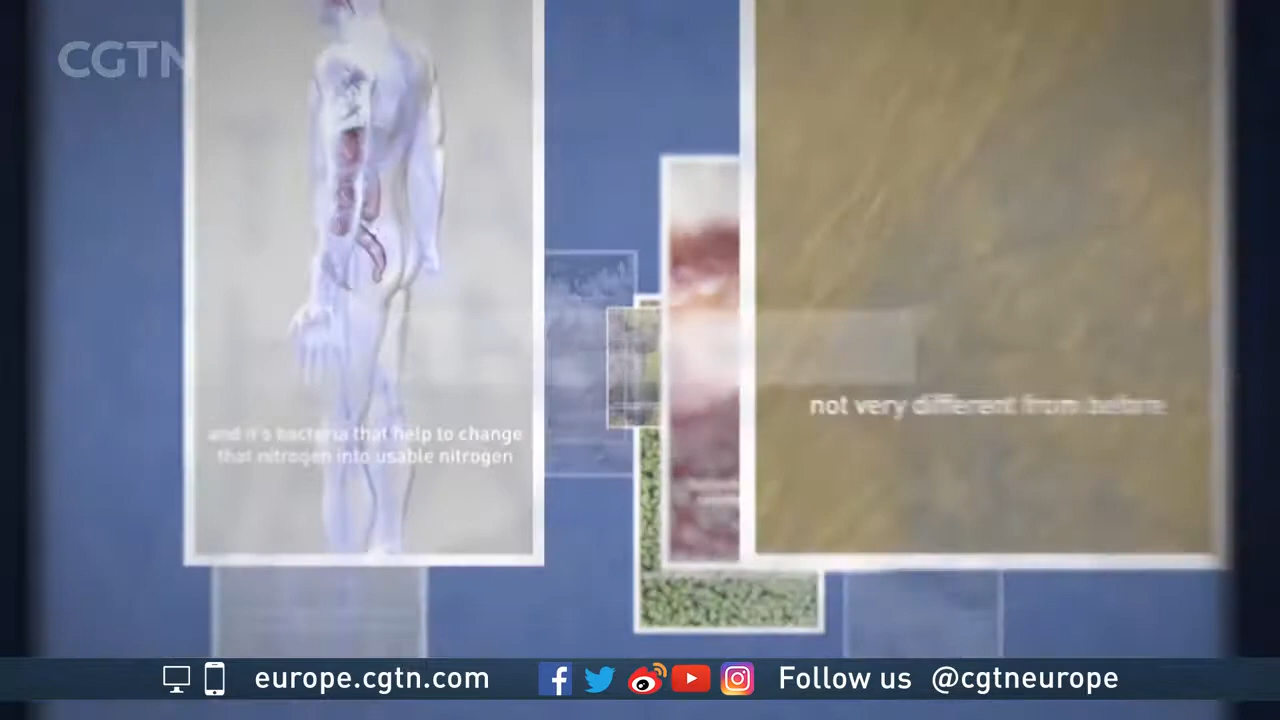 CGTN
and it's bacteria that help to change
that nitrogen into usable nitrogen
not very different from before
europe.cgtn.com
Follow us @cgtneurope